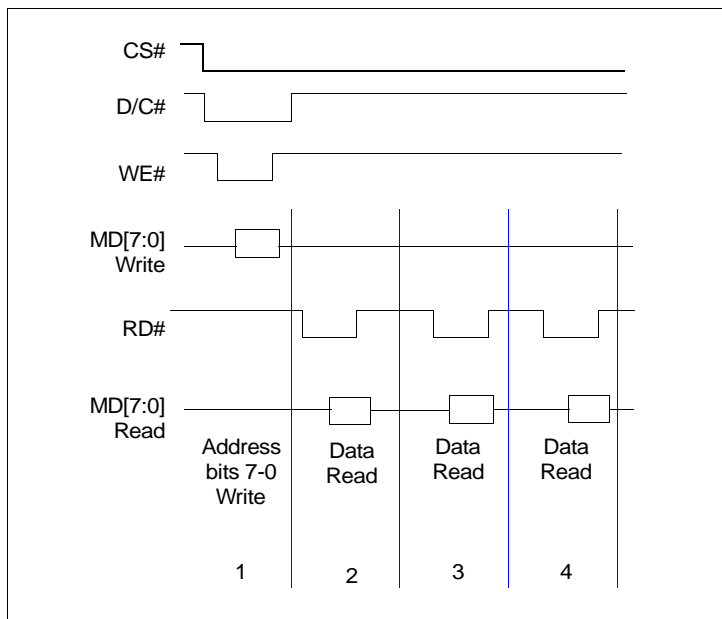 CS#
D/C#
WE#
MD[7:0]
Write
RD#
MD[7:0]
Read
Address
bits 7-0
Write
Data
Read
Data
Read
Data
Read
1
2
3
4